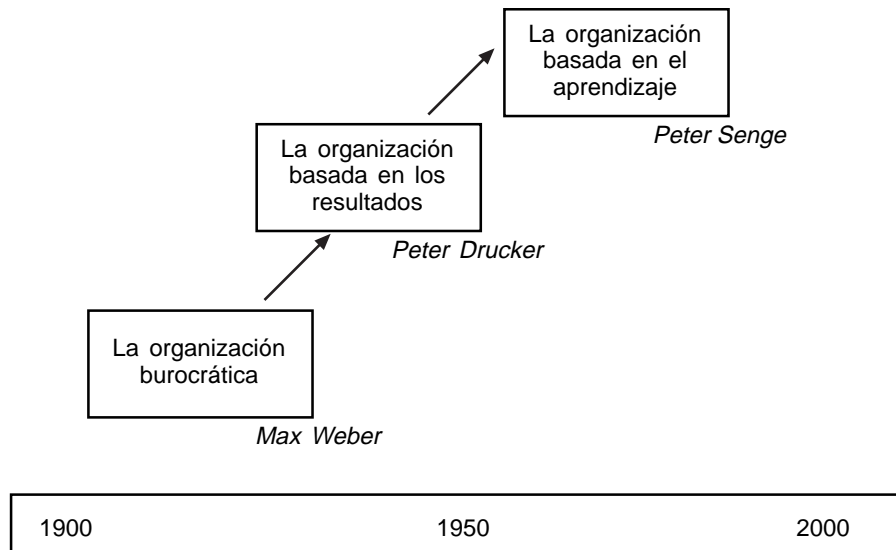 La organización
basada en el
aprendizaje
Peter Senge
La organización
basada en los
resultados
Peter Drucker
La organización
burocrática
Max Weber
1900 1950 2000